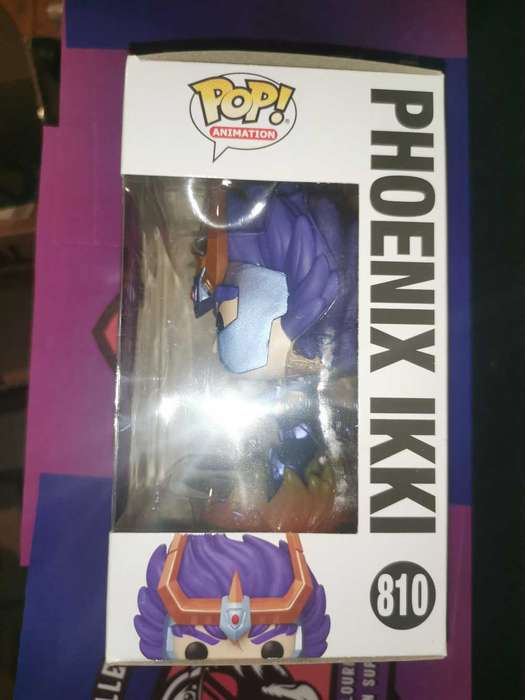 POP!
ANIMATION
PHOENIX IKKI
810